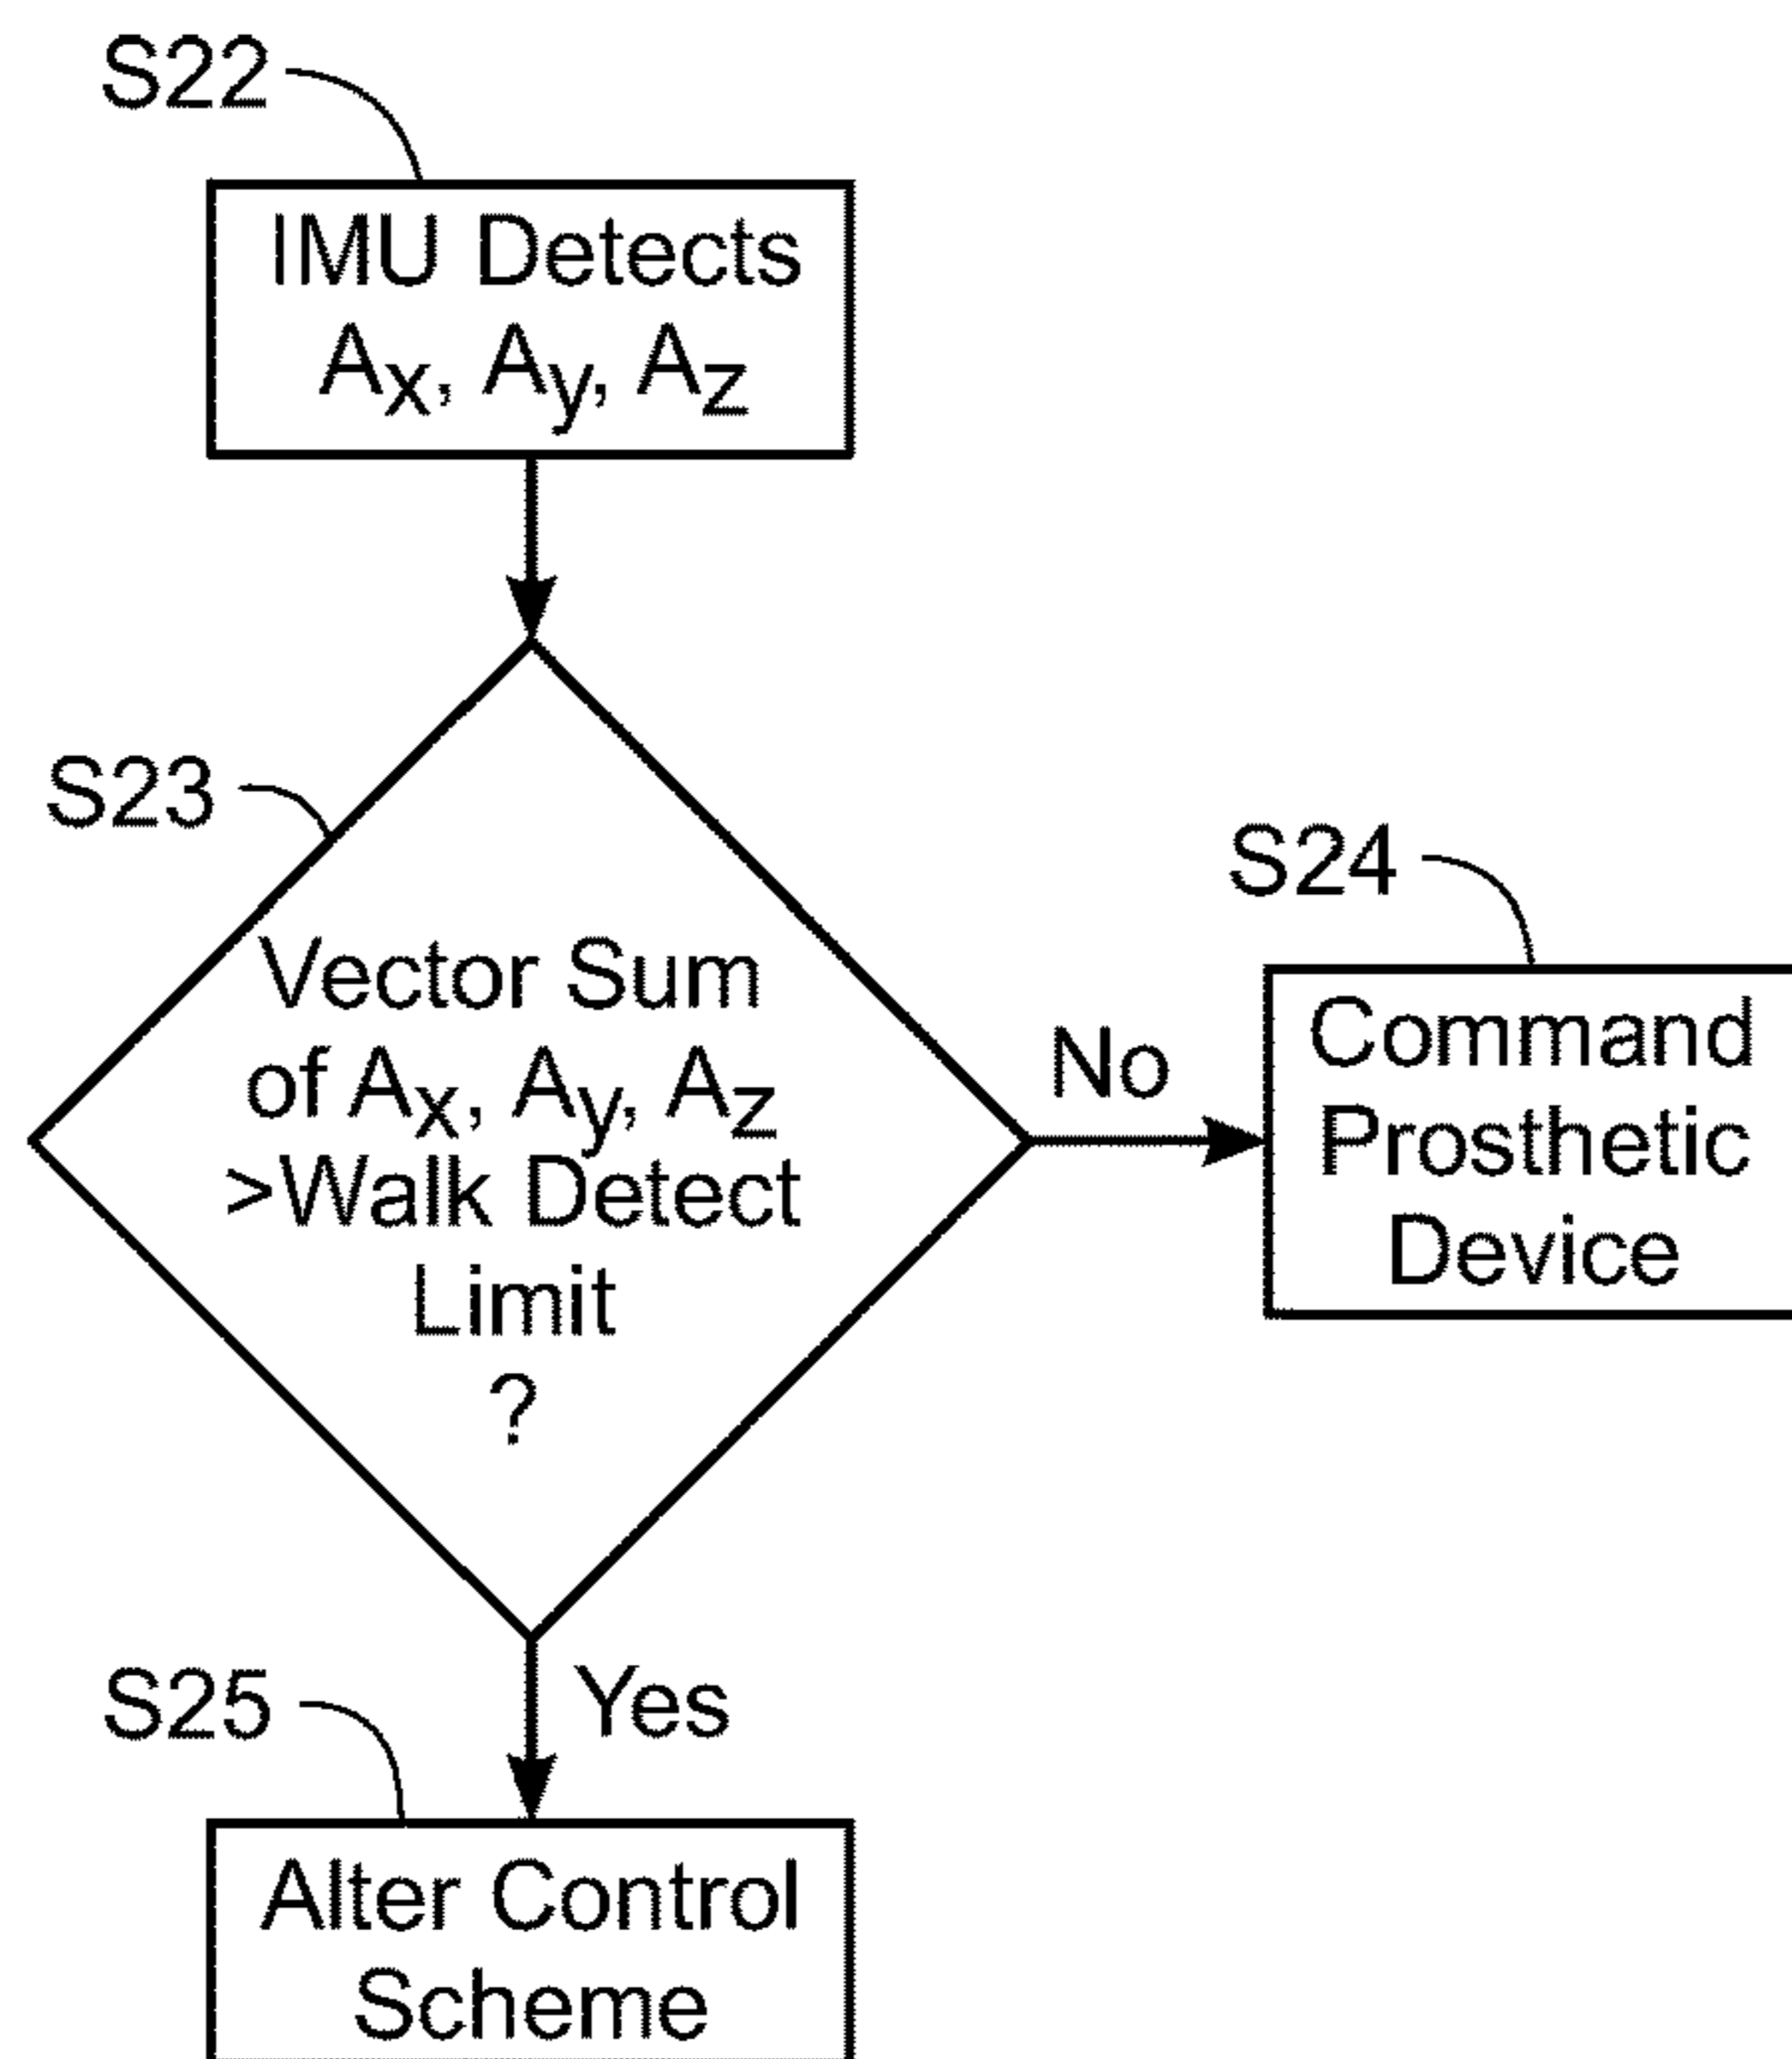 S22
IMU Detects
Ax, Ay, Az
S23
Vector Sum
of Ax, Ay, Az
>Walk Detect
Limit
?
No
S24
Command
Prosthetic
Device
Yes
S25
Alter Control
Scheme